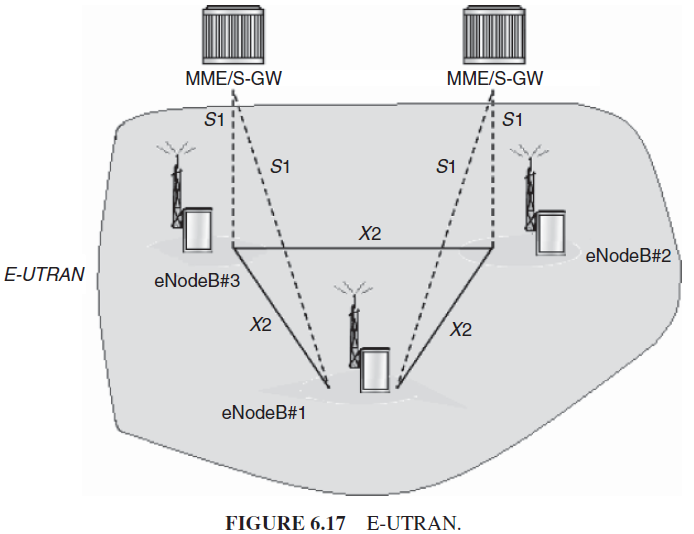 MME/S-GW
MME/S-GW
S1
S1
S1
S1
X2
eNodeB#2
E-UTRAN
eNodeB#3
X2
X2
eNodeB#1
FIGURE 6.17 E-UTRAN.